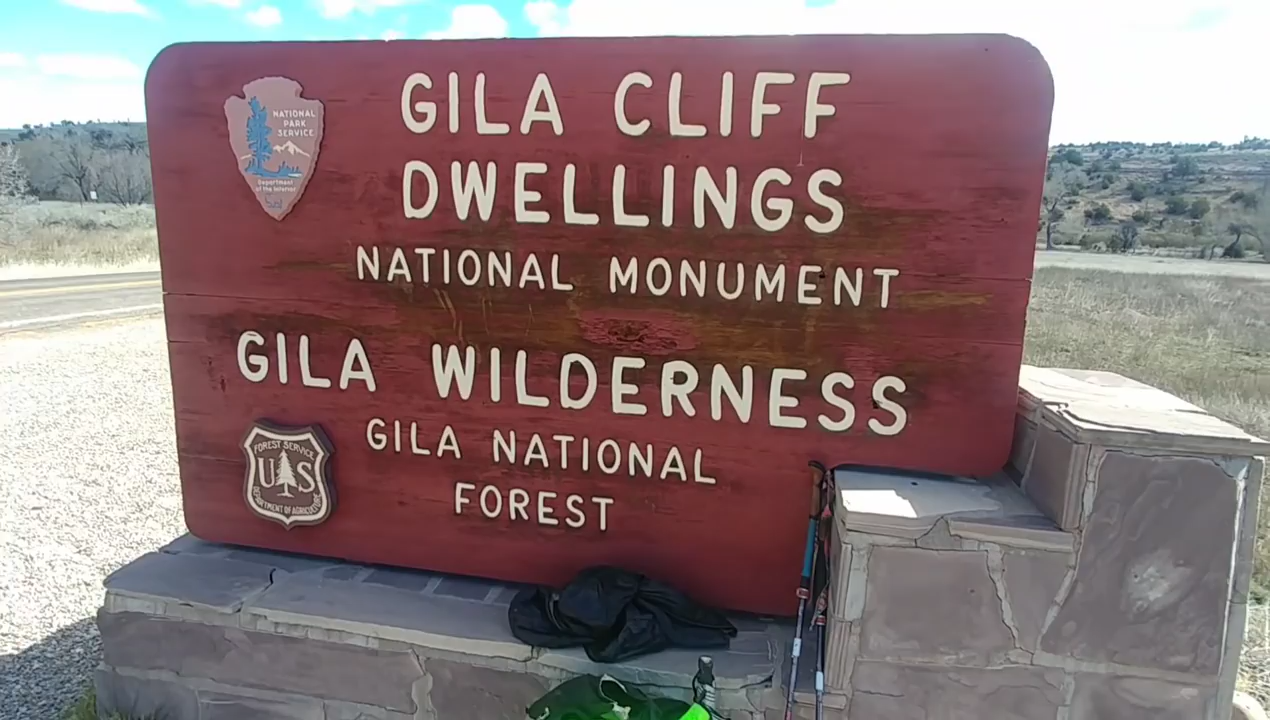 GILA CLIFF
DWELLINGS
NATIONAL MONUMENT
GILA WILDERNESS
GILA NATIONAL
FOREST
NATIONAL
PARK
SERVICE
Department
of the Interior
FOREST SERVICE
US
DEPARTMENT OF AGRICULTURE